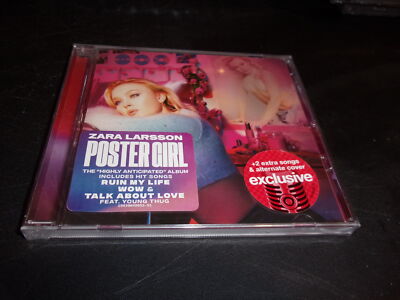 ZARA LARSSON
POSTER GIRL
THE "HIGHLY ANTICIPATED" ALBUM
INCLUDES HIT SONGS
RUIN MY LIFE
WOW &
TALK ABOUT LOVE
FEAT. YOUNG THUG
+2 extra songs
& alternate cover
exclusive